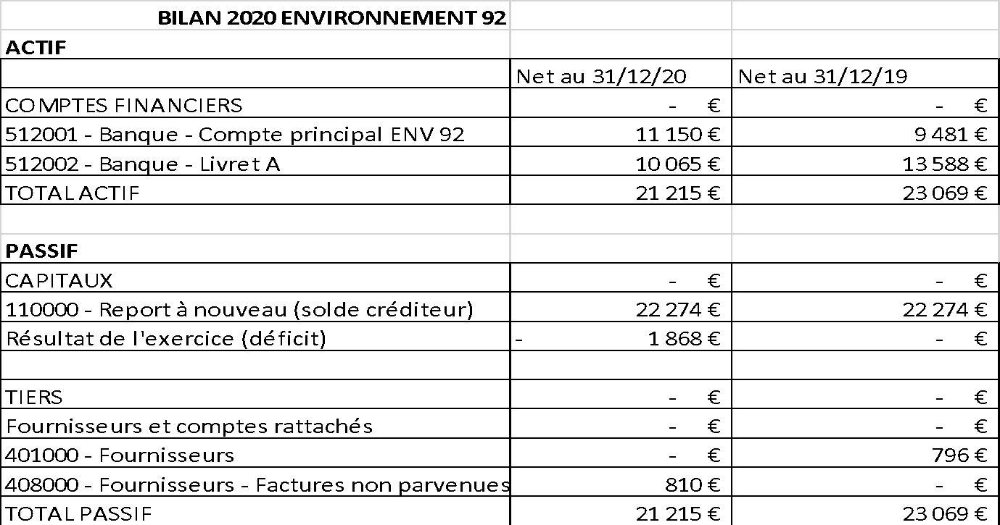 BILAN 2020 ENVIRONNEMENT 92
ACTIF
Net au 31/12/20 Net au 31/12/19
COMPTES FINANCIERS - € - €
512001 - Banque - Compte principal ENV 92 11 150 € 9 481 €
512002 - Banque - Livret A 10 065 € 13 588 €
TOTAL ACTIF 21 215 € 23 069 €
PASSIF
CAPITAUX - € - €
110000 - Report à nouveau (solde créditeur) 22 274 € 22 274 €
Résultat de l'exercice (déficit) - 1 868 € - €
TIERS - € - €
Fournisseurs et comptes rattachés - € - €
401000 - Fournisseurs - € 796 €
408000 - Fournisseurs - Factures non parvenues 810 € - €
TOTAL PASSIF 21 215 € 23 069 €